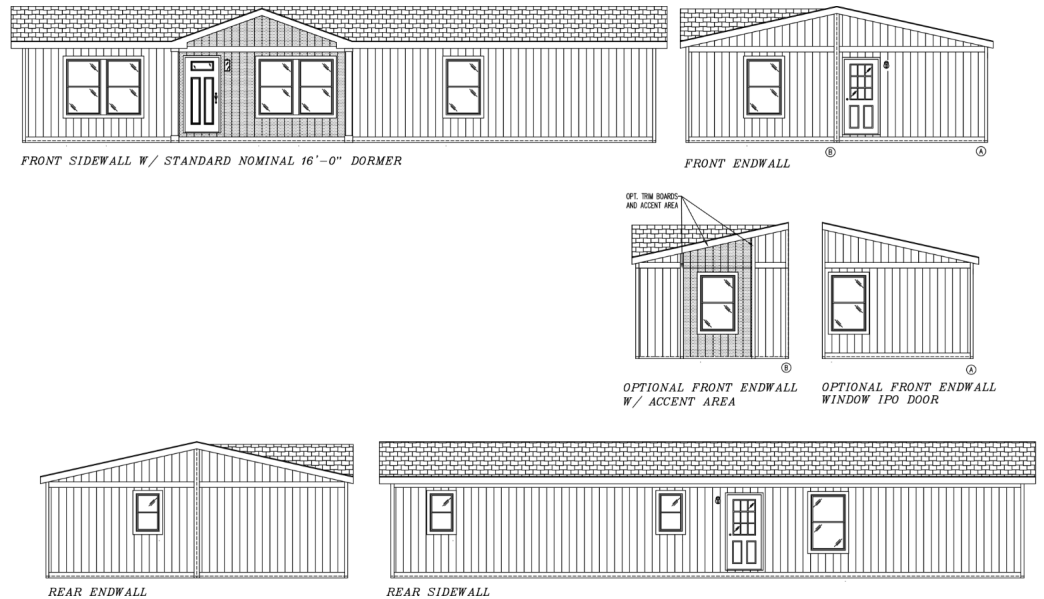 FRONT SIDEWALL W/ STANDARD NOMINAL 16'-0" DORMER
B
A
FRONT ENDWALL
OPT. TRIM BOARDS
AND ACCENT AREA
B
OPTIONAL FRONT ENDWALL
W/ ACCENT AREA
A
OPTIONAL FRONT ENDWALL
WINDOW IPO DOOR
REAR ENDWALL
REAR SIDEWALL